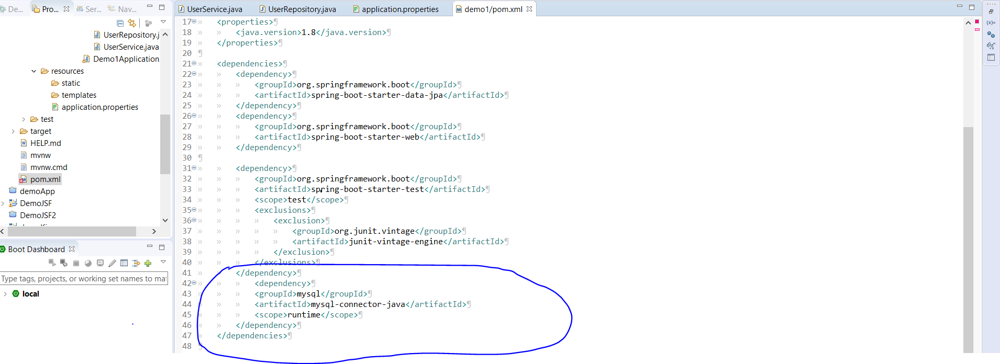 De...
Pro...
Ser...
Nav...
UserRepository.j
UserService.java
Demo1Application
resources
static
templates
application.properties
test
target
HELP.md
mvnw
mvnw.cmd
pom.xml
demoApp
DemoJSF
DemoJSF2
Boot Dashboard
Type tags, projects, or working set names to mat
local
UserService.java
UserRepository.java
application.properties
demo1/pom.xml
17 <properties>
18 <java.version>1.8</java.version>
19 </properties>
20
21 <dependencies>
22 <dependency>
23 <groupId>org.springframework.boot</groupId>
24 <artifactId>spring-boot-starter-data-jpa</artifactId>
25 </dependency>
26 <dependency>
27 <groupId>org.springframework.boot</groupId>
28 <artifactId>spring-boot-starter-web</artifactId>
29 </dependency>
30
31 <dependency>
32 <groupId>org.springframework.boot</groupId>
33 <artifactId>spring-boot-starter-test</artifactId>
34 <scope>test</scope>
35 <exclusions>
36 <exclusion>
37 <groupId>org.junit.vintage</groupId>
38 <artifactId>junit-vintage-engine</artifactId>
39 </exclusion>
40 </exclusions>
41 </dependency>
42 <dependency>
43 <groupId>mysql</groupId>
44 <artifactId>mysql-connector-java</artifactId>
45 <scope>runtime</scope>
46 </dependency>
47 </dependencies>
48
(x)=